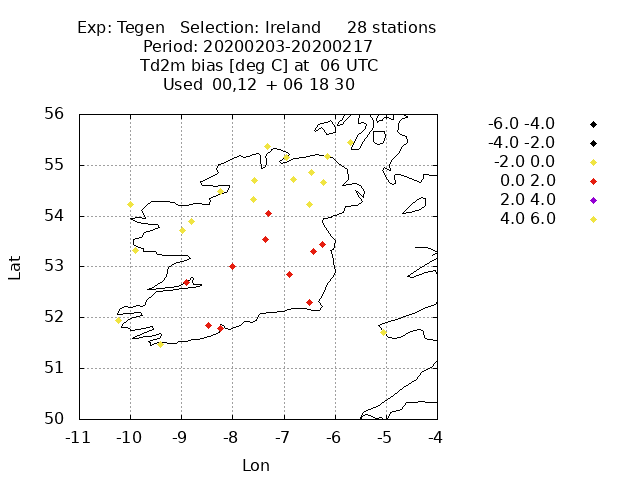 Exp: Tegen Selection: Ireland 28 stations
Period: 20200203-20200217
Td2m bias [deg C] at 06 UTC
Used 00,12 + 06 18 30
-6.0 -4.0
-4.0 -2.0
-2.0 0.0
0.0 2.0
2.0 4.0
4.0 6.0
56
55
54
53
52
51
50
Lat
-11 -10 -9 -8 -7 -6 -5 -4
Lon